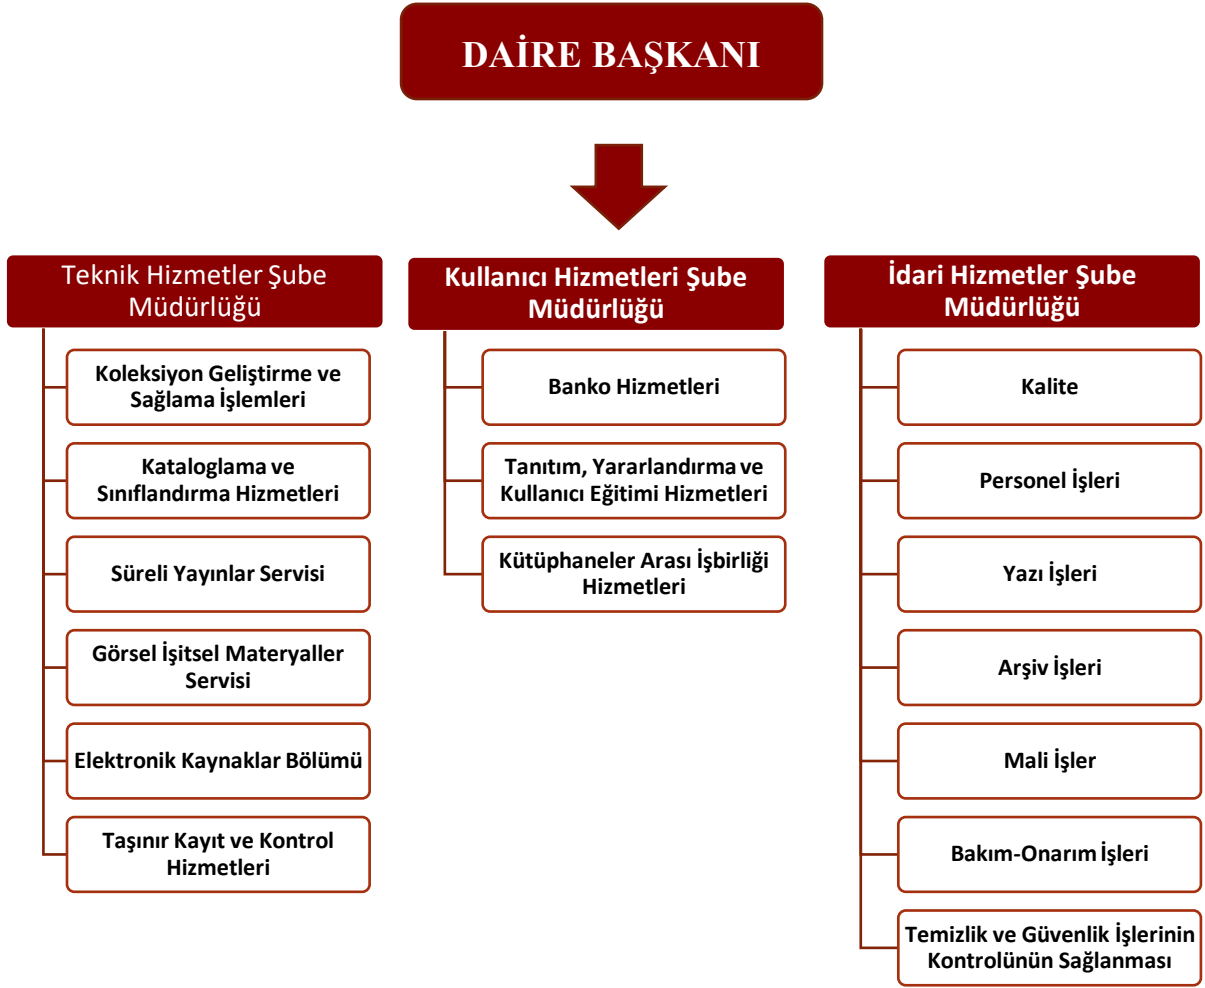 DAİRE BAŞKANI
Teknik Hizmetler Şube
Müdürlüğü
Koleksiyon Geliştirme ve
Sağlama İşlemleri
Kataloglama ve
Sınıflandırma Hizmetleri
Süreli Yayınlar Servisi
Görsel İşitsel Materyaller
Servisi
Elektronik Kaynaklar Bölümü
Taşınır Kayıt ve Kontrol
Hizmetleri
Kullanıcı Hizmetleri Şube
Müdürlüğü
Banko Hizmetleri
Tanıtım, Yararlandırma ve
Kullanıcı Eğitimi Hizmetleri
Kütüphaneler Arası İşbirliği
Hizmetleri
İdari Hizmetler Şube
Müdürlüğü
Kalite
Personel İşleri
Yazı İşleri
Arşiv İşleri
Mali İşler
Bakım-Onarım İşleri
Temizlik ve Güvenlik İşlerinin
Kontrolünün Sağlanması